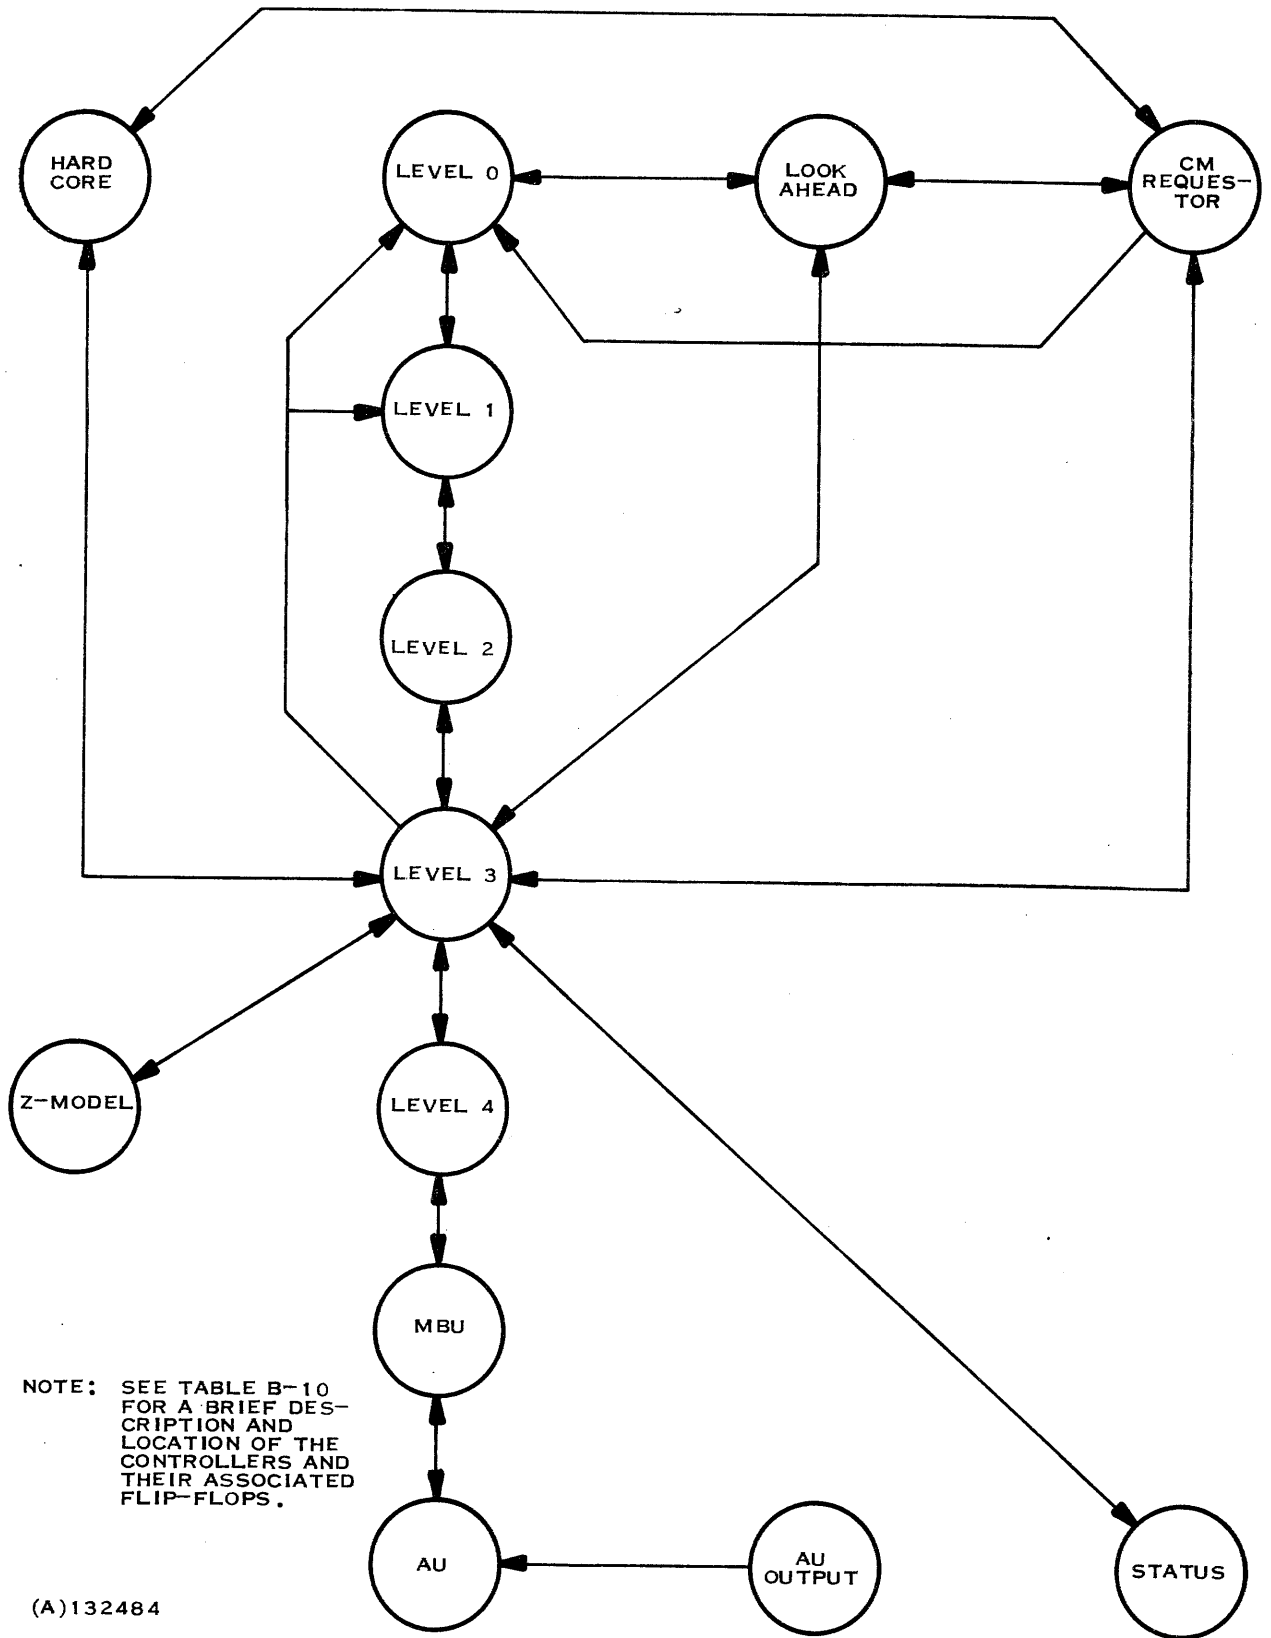 HARD
CORE
LEVEL 0
LOOK
AHEAD
CM
REQUES-
TOR
LEVEL 1
LEVEL 2
LEVEL 3
Z-MODEL
LEVEL 4
MBU
NOTE: SEE TABLE B-10
FOR A BRIEF DES-
CRIPTION AND
LOCATION OF THE
CONTROLLERS AND
THEIR ASSOCIATED
FLIP-FLOPS.
AU
AU
OUTPUT
STATUS
(A)132484